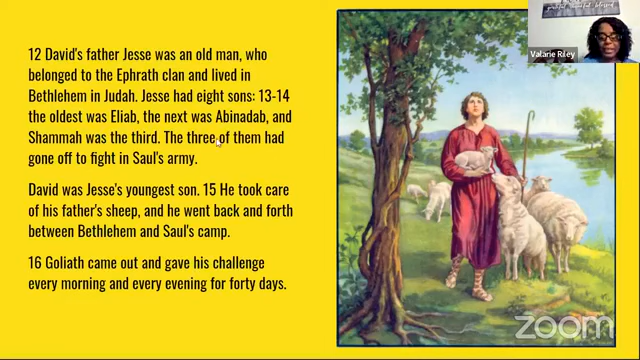 grateful thankful blessed
Valarie Riley
12 David's father Jesse was an old man, who
belonged to the Ephrath clan and lived in
Bethlehem in Judah. Jesse had eight sons: 13-14
the oldest was Eliab, the next was Abinadab, and
Shammah was the third. The three of them had
gone off to fight in Saul's army.
David was Jesse's youngest son. 15 He took care
of his father's sheep, and he went back and forth
between Bethlehem and Saul's camp.
16 Goliath came out and gave his challenge
every morning and every evening for forty days.
zoom